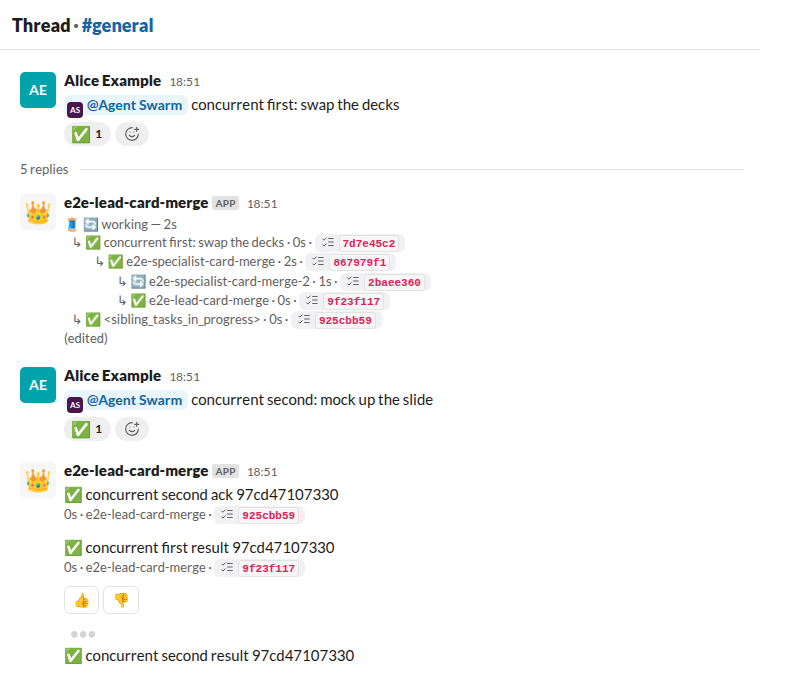 Thread · #general
AE
Alice Example 18:51
AS @Agent Swarm concurrent first: swap the decks
✅ 1
5 replies
e2e-lead-card-merge APP 18:51
🧵 🔄 working — 2s
↳ ✅ concurrent first: swap the decks · 0s · 7d7e45c2
↳ ✅ e2e-specialist-card-merge · 2s · 867979f1
↳ 🔄 e2e-specialist-card-merge-2 · 1s · 2baee360
↳ ✅ e2e-lead-card-merge · 0s · 9f23f117
↳ ✅ <sibling_tasks_in_progress> · 0s · 925cbb59
(edited)
AE
Alice Example 18:51
AS @Agent Swarm concurrent second: mock up the slide
✅ 1
e2e-lead-card-merge APP 18:51
✅ concurrent second ack 97cd47107330
0s · e2e-lead-card-merge · 925cbb59
✅ concurrent first result 97cd47107330
0s · e2e-lead-card-merge · 9f23f117
✅ concurrent second result 97cd47107330